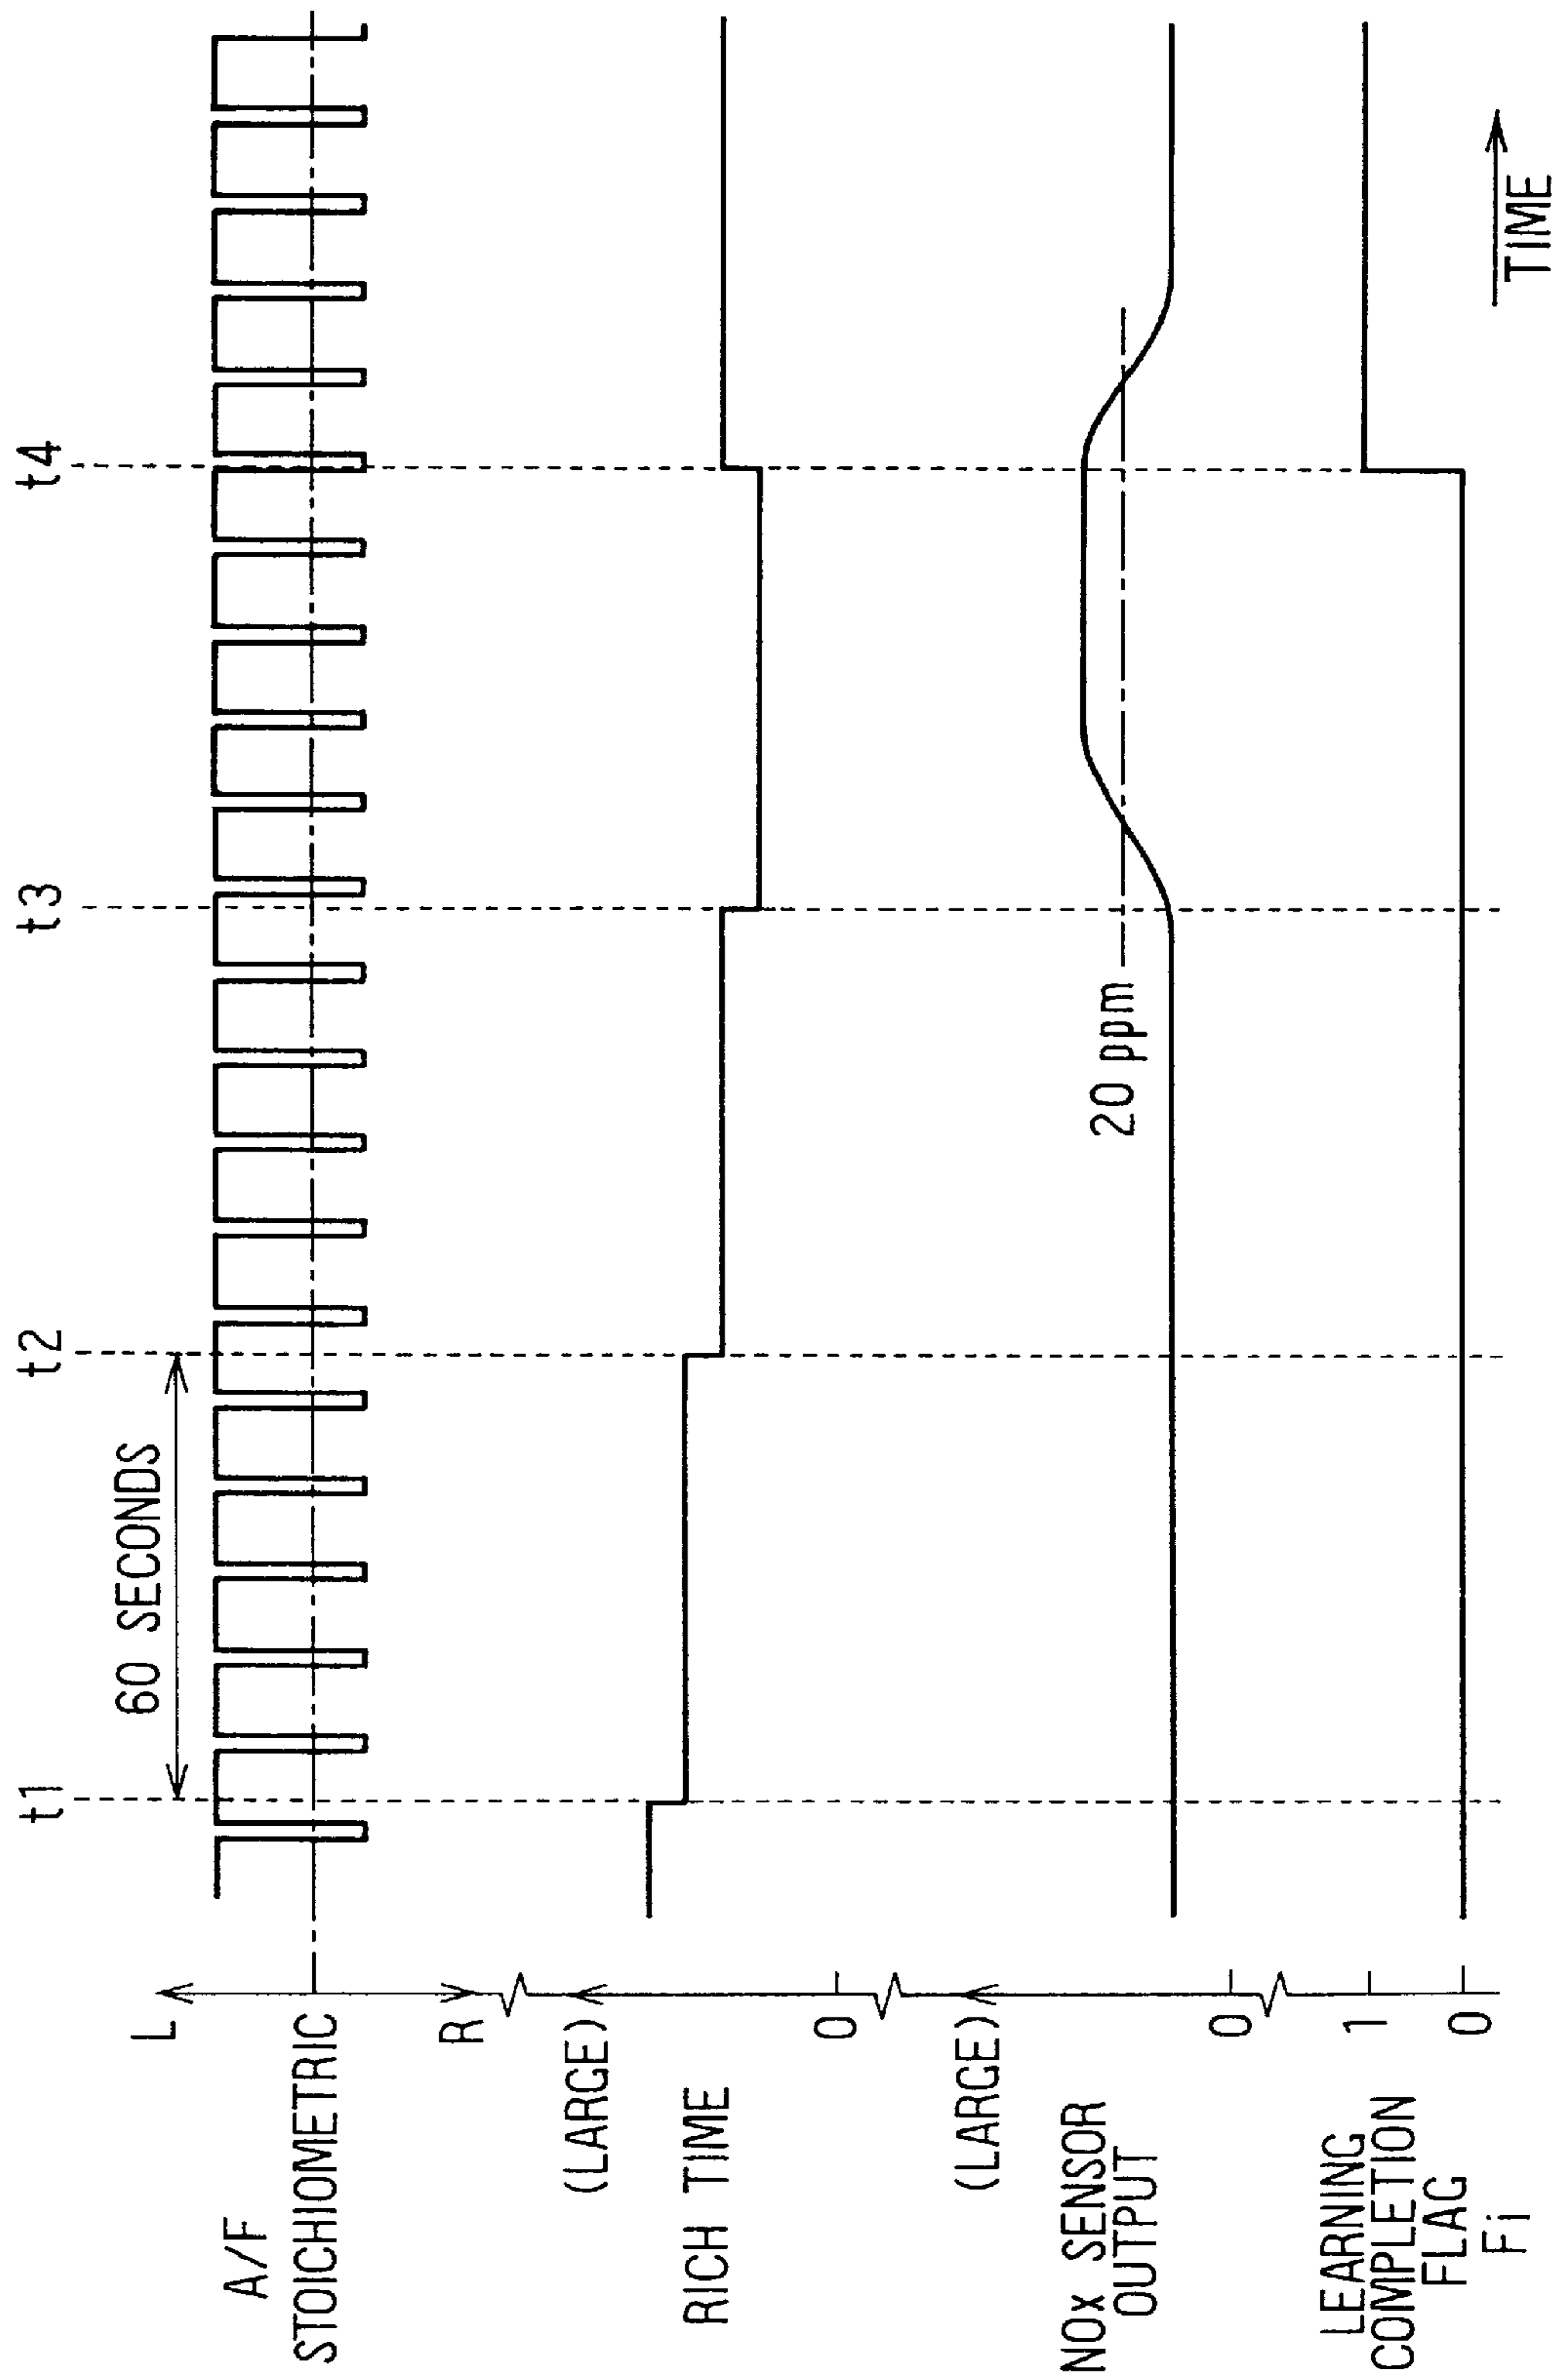 t1
t2
t3
t4
60 SECONDS
L
A/F
STOICHIOMETRIC
R
(LARGE)
RICH TIME
0
(LARGE)
NOx SENSOR
OUTPUT
20 ppm
0
LEARNING
COMPLETION
FLAG
Fi
1
0
TIME